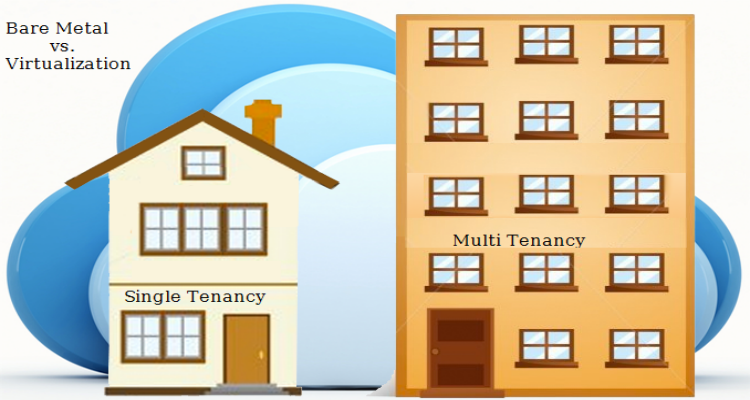 Bare Metal
vs.
Virtualization
Multi Tenancy
Single Tenancy